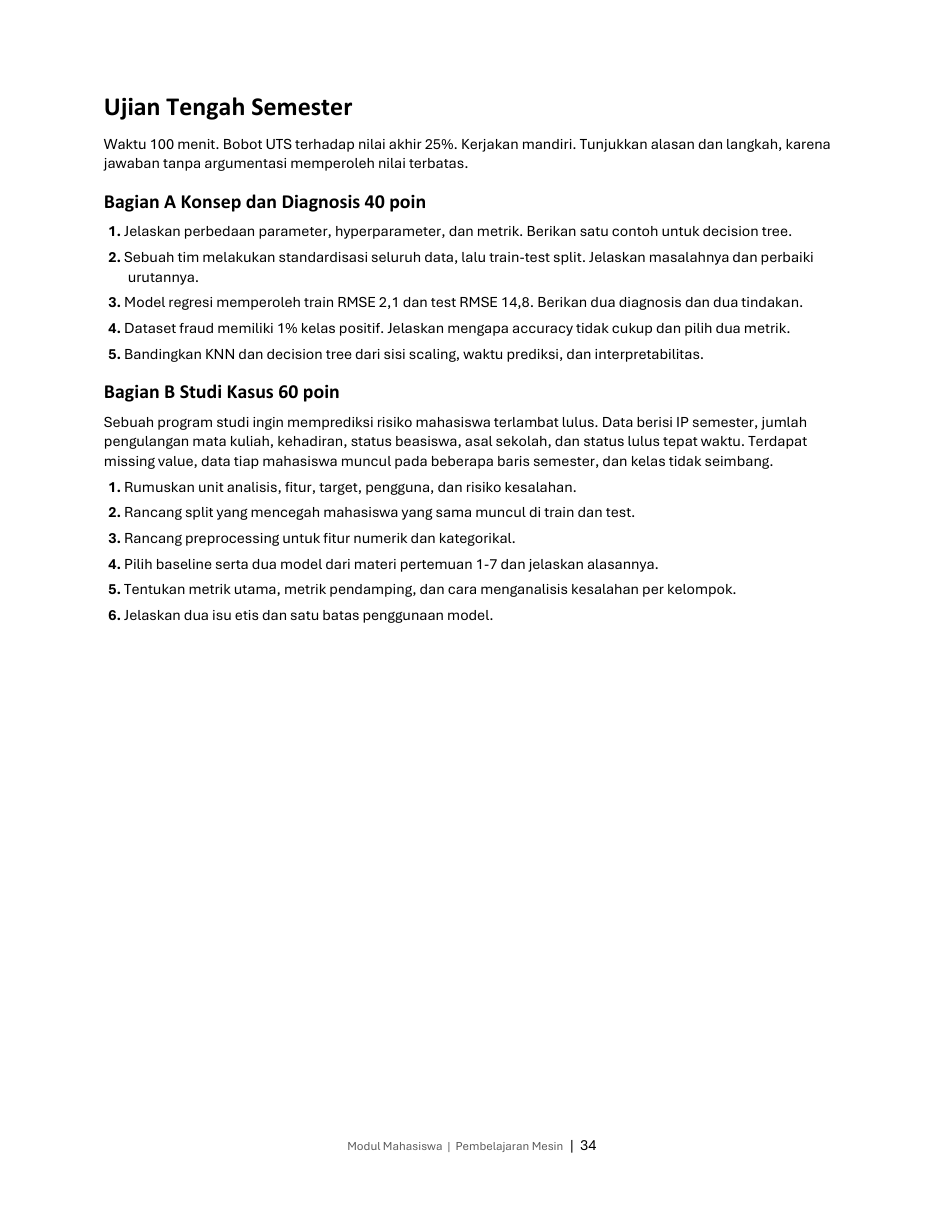 Ujian Tengah Semester
Waktu 100 menit. Bobot UTS terhadap nilai akhir 25%. Kerjakan mandiri. Tunjukkan alasan dan langkah, karena
jawaban tanpa argumentasi memperoleh nilai terbatas.
Bagian A Konsep dan Diagnosis 40 poin
1. Jelaskan perbedaan parameter, hyperparameter, dan metrik. Berikan satu contoh untuk decision tree.
2. Sebuah tim melakukan standardisasi seluruh data, lalu train-test split. Jelaskan masalahnya dan perbaiki
urutannya.
3. Model regresi memperoleh train RMSE 2,1 dan test RMSE 14,8. Berikan dua diagnosis dan dua tindakan.
4. Dataset fraud memiliki 1% kelas positif. Jelaskan mengapa accuracy tidak cukup dan pilih dua metrik.
5. Bandingkan KNN dan decision tree dari sisi scaling, waktu prediksi, dan interpretabilitas.
Bagian B Studi Kasus 60 poin
Sebuah program studi ingin memprediksi risiko mahasiswa terlambat lulus. Data berisi IP semester, jumlah
pengulangan mata kuliah, kehadiran, status beasiswa, asal sekolah, dan status lulus tepat waktu. Terdapat
missing value, data tiap mahasiswa muncul pada beberapa baris semester, dan kelas tidak seimbang.
1. Rumuskan unit analisis, fitur, target, pengguna, dan risiko kesalahan.
2. Rancang split yang mencegah mahasiswa yang sama muncul di train dan test.
3. Rancang preprocessing untuk fitur numerik dan kategorikal.
4. Pilih baseline serta dua model dari materi pertemuan 1-7 dan jelaskan alasannya.
5. Tentukan metrik utama, metrik pendamping, dan cara menganalisis kesalahan per kelompok.
6. Jelaskan dua isu etis dan satu batas penggunaan model.
Modul Mahasiswa | Pembelajaran Mesin | 34